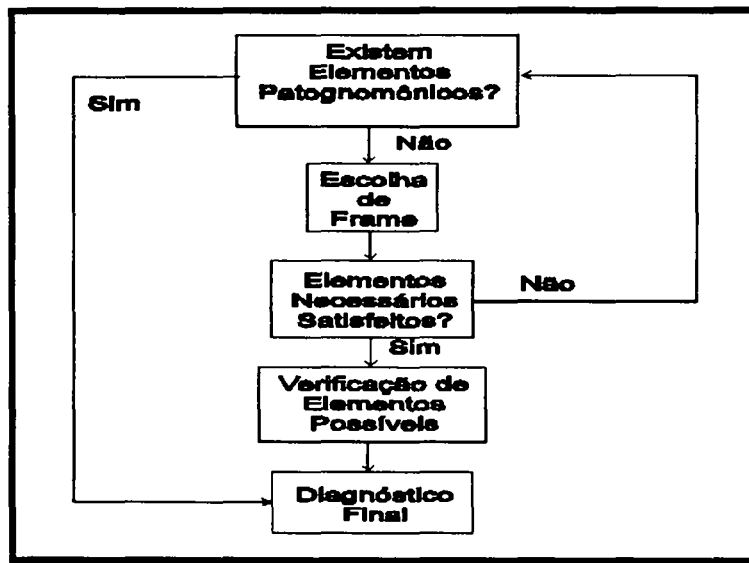 Existem
Elementos
Patognomônicos?
Sim
Não
Escolha
de
Frame
Elementos
Necessários
Satisfeitos?
Não
Sim
Verificação de
Elementos
Possíveis
Diagnóstico
Final